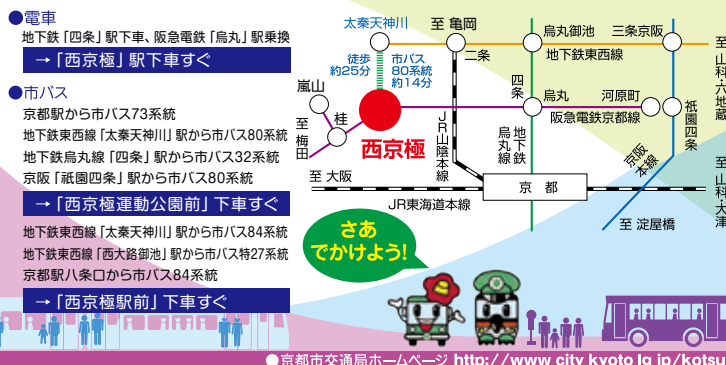 ●電車
地下鉄「四条」駅下車、阪急電鉄「烏丸」駅乗換
→「西京極」駅下車すぐ
●市バス
京都駅から市バス73系統
地下鉄東西線「太秦天神川」駅から市バス80系統
地下鉄烏丸線「四条」駅から市バス32系統
京阪「祇園四条」駅から市バス80系統
→「西京極運動公園前」下車すぐ
地下鉄東西線「太秦天神川」駅から市バス84系統
地下鉄東西線「西大路御池」駅から市バス特27系統
京都駅八条口から市バス84系統
→「西京極駅前」下車すぐ
太秦天神川
至 亀岡
烏丸御池
三条京阪
二条
地下鉄東西線
至 山科・六地蔵
徒歩
約25分
市バス
80系統
約14分
嵐山
桂
至 梅田
西京極
四条
烏丸
河原町
阪急電鉄京都線
祇園四条
JR山陰本線
地下鉄
烏丸線
京阪
本線
至 大阪
京都
至 山科・大津
JR東海道本線
至 淀屋橋
さあ
でかけよう!
●京都市交通局ホームページ http://www.city.kyoto.lg.jp/kotsu